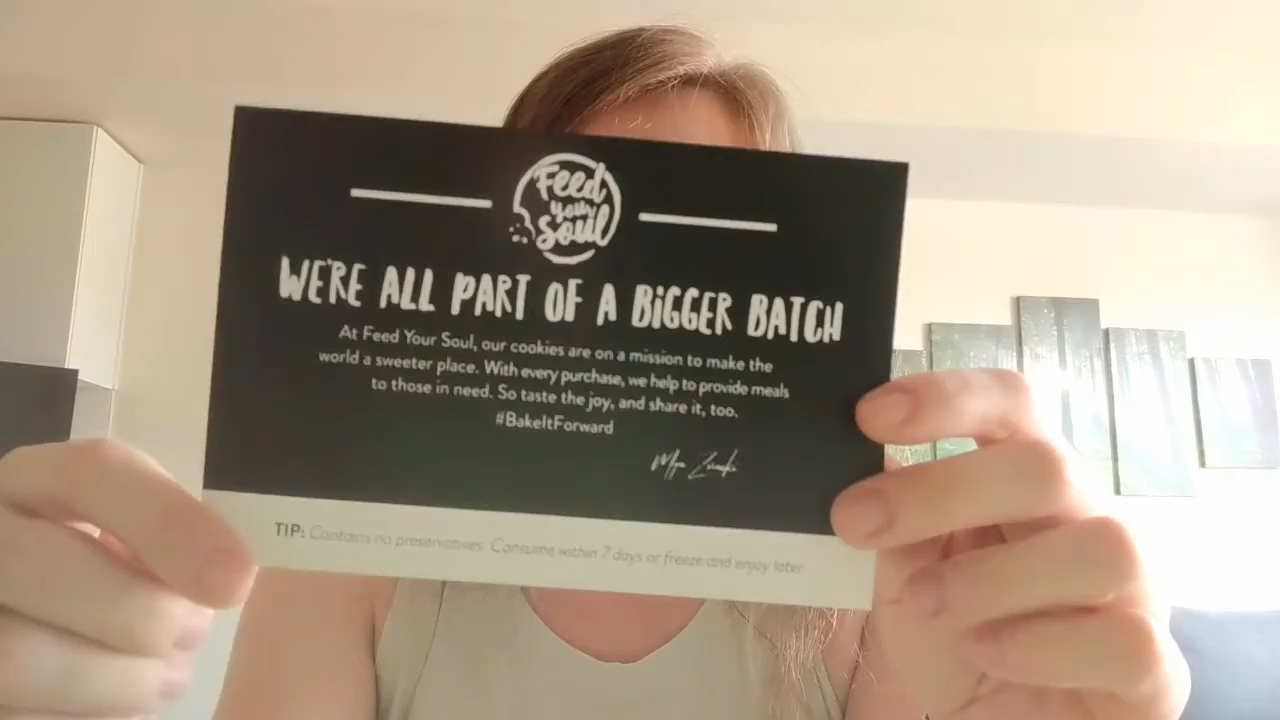 Feed
your
Soul
WE'RE ALL PART OF A BIGGER BATCH
At Feed Your Soul, our cookies are on a mission to make the
world a sweeter place. With every purchase, we help to provide meals
to those in need. So taste the joy, and share it, too.
#BakeItForward
TIP: Contains no preservatives. Consume within 7 days or freeze and enjoy later.